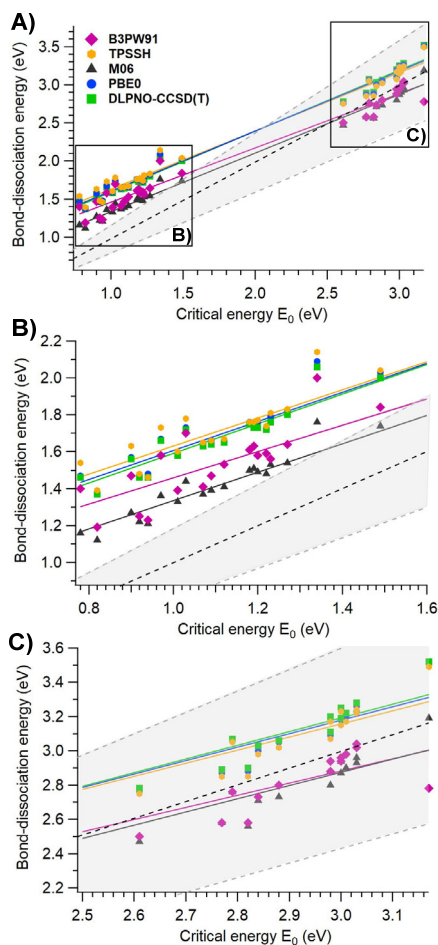 A)
B3PW91
TPSSH
M06
PBE0
DLPNO-CCSD(T)
Bond-dissociation energy (eV)
3.5
3.0
2.5
2.0
1.5
1.0
B)
C)
1.0 1.5 2.0 2.5 3.0
Critical energy E₀ (eV)
B)
Bond-dissociation energy (eV)
2.2
2.0
1.8
1.6
1.4
1.2
1.0
0.8 1.0 1.2 1.4 1.6
Critical energy E₀ (eV)
C)
Bond-dissociation energy (eV)
3.6
3.4
3.2
3.0
2.8
2.6
2.4
2.2
2.5 2.6 2.7 2.8 2.9 3.0 3.1
Critical energy E₀ (eV)